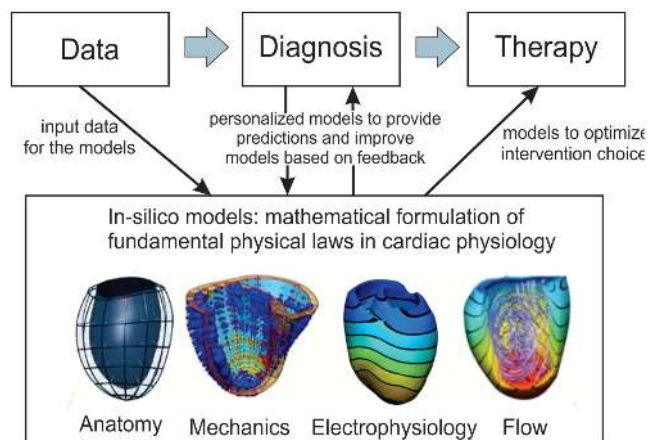 Data
Diagnosis
Therapy
input data
for the models
personalized models to provide
predictions and improve
models based on feedback
models to optimize
intervention choice
In-silico models: mathematical formulation of
fundamental physical laws in cardiac physiology
Anatomy
Mechanics
Electrophysiology
Flow